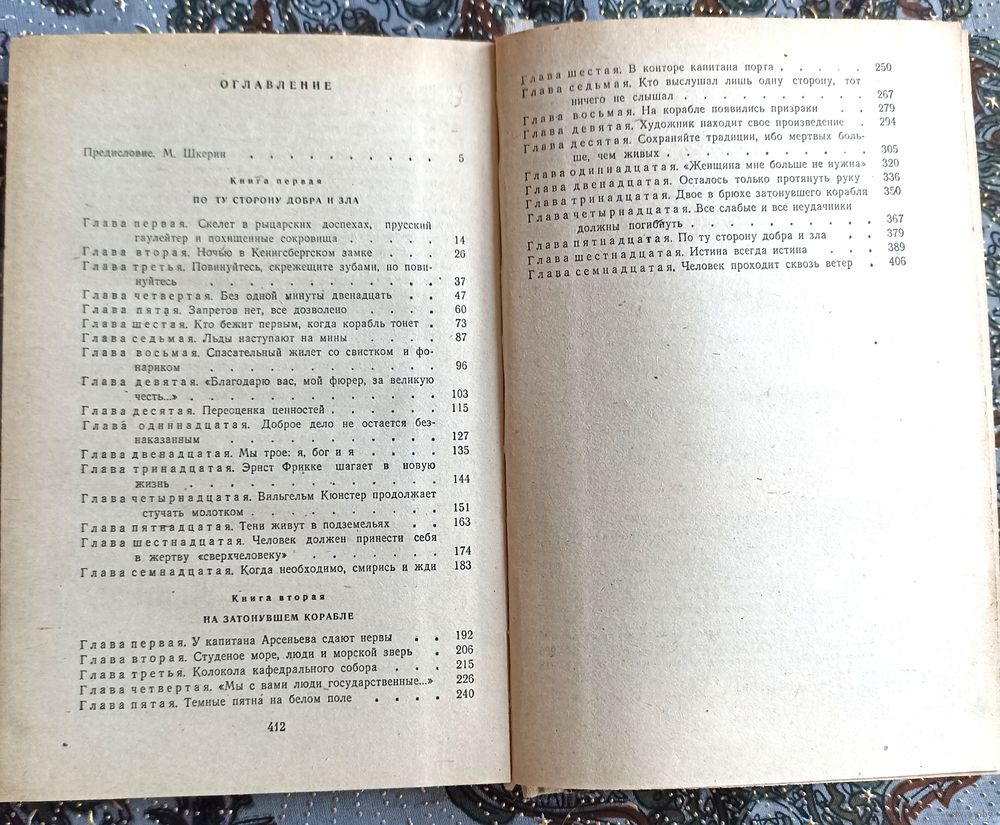 ОГЛАВЛЕНИЕ
Предисловие. М. Шкерин . . . . . . . . . . 5
Книга первая
ПО ТУ СТОРОНУ ДОБРА И ЗЛА
Глава первая. Скелет в рыцарских доспехах, прусский
гаулейтер и похищенные сокровища . . . . . 14
Глава вторая. Ночью в Кенигсбергском замке . . . 26
Глава третья. Повинуйтесь, скрежещите зубами, но пови-
нуйтесь . . . . . . . . . . . . 37
Глава четвертая. Без одной минуты двенадцать . . 47
Глава пятая. Запретов нет, все дозволено . . . . 60
Глава шестая. Кто бежит первым, когда корабль тонет . 73
Глава седьмая. Льды наступают на мины . . . . 87
Глава восьмая. Спасательный жилет со свистком и фо-
нариком . . . . . . . . . . . . 96
Глава девятая. «Благодарю вас, мой фюрер, за великую
честь...» . . . . . . . . . . . . 103
Глава десятая. Переоценка ценностей . . . . . . 115
Глава одиннадцатая. Доброе дело не остается без-
наказанным . . . . . . . . . . . 127
Глава двенадцатая. Мы трое: я, бог и я . . . . 135
Глава тринадцатая. Эрнст Фрикке шагает в новую
жизнь . . . . . . . . . . . . 144
Глава четырнадцатая. Вильгельм Кюнстер продолжает
стучать молотком . . . . . . . . . . 151
Глава пятнадцатая. Тени живут в подземельях . . 163
Глава шестнадцатая. Человек должен принести себя
в жертву «сверхчеловеку» . . . . . . . 174
Глава семнадцатая. Когда необходимо, смирись и жди 183
Книга вторая
НА ЗАТОНУВШЕМ КОРАБЛЕ
Глава первая. У капитана Арсеньева сдают нервы . . 192
Глава вторая. Студеное море, люди и морской зверь . 206
Глава третья. Колокола кафедрального собора . . . 215
Глава четвертая. «Мы с вами люди государственные...» 226
Глава пятая. Темные пятна на белом поле . . . . 240
412
Глава шестая. В конторе капитана порта . . . . . 250
Глава седьмая. Кто выслушал лишь одну сторону, тот
ничего не слышал . . . . . . . . . 267
Глава восьмая. На корабле появились призраки . . 279
Глава девятая. Художник находит свое произведение . 294
Глава десятая. Сохраняйте традиции, ибо мертвых боль-
ше, чем живых . . . . . . . . . . 305
Глава одиннадцатая. «Женщина мне больше не нужна» 320
Глава двенадцатая. Осталось только протянуть руку 336
Глава тринадцатая. Двое в брюхе затонувшего корабля 350
Глава четырнадцатая. Все слабые и все неудачники
должны погибнуть . . . . . . . . . 367
Глава пятнадцатая. По ту сторону добра и зла . . 379
Глава шестнадцатая. Истина всегда истина . . . 389
Глава семнадцатая. Человек проходит сквозь ветер . 406